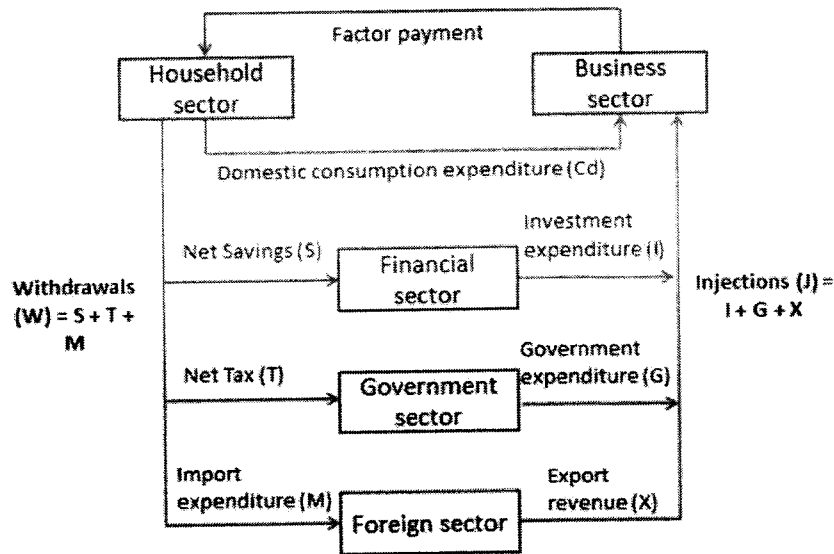 Factor payment
Household
sector
Business
sector
Domestic consumption expenditure (Cd)
Net Savings (S)
Financial
sector
Investment
expenditure (I)
Withdrawals
(W) = S + T +
M
Injections (J) =
I + G + X
Net Tax (T)
Government
sector
Government
expenditure (G)
Import
expenditure (M)
Foreign sector
Export
revenue (X)